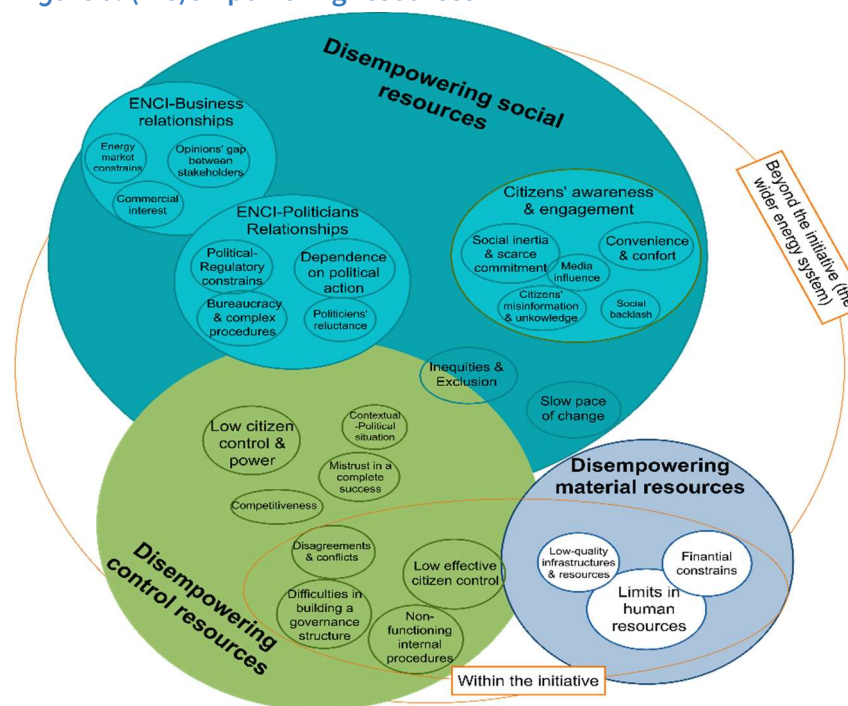 Disempowering social
resources
ENCI-Business
relationships
Energy
market
constrains
Opinions' gap
between
stakeholders
Commercial
interest
ENCI-Politicians
Relationships
Political-
Regulatory
constrains
Dependence
on political
action
Bureaucracy
& complex
procedures
Politiciens'
reluctance
Citizens' awareness
& engagement
Social inertia
& scarce
commitment
Convenience
& confort
Media
influence
Citizens'
misinformation
& unkowledge
Social
backlash
Beyond the initiative (the
wider energy system)
Inequities &
Exclusion
Slow pace
of change
Low citizen
control &
power
Contextual
-Political
situation
Mistrust in a
complete
success
Competitiveness
Disempowering
control resources
Disagreements
& conflicts
Low effective
citizen control
Difficulties in
building a
governance
structure
Non-
functioning
internal
procedures
Disempowering
material resources
Low-quality
infrastructures
& resources
Finantial
constrains
Limits in
human
resources
Within the initiative